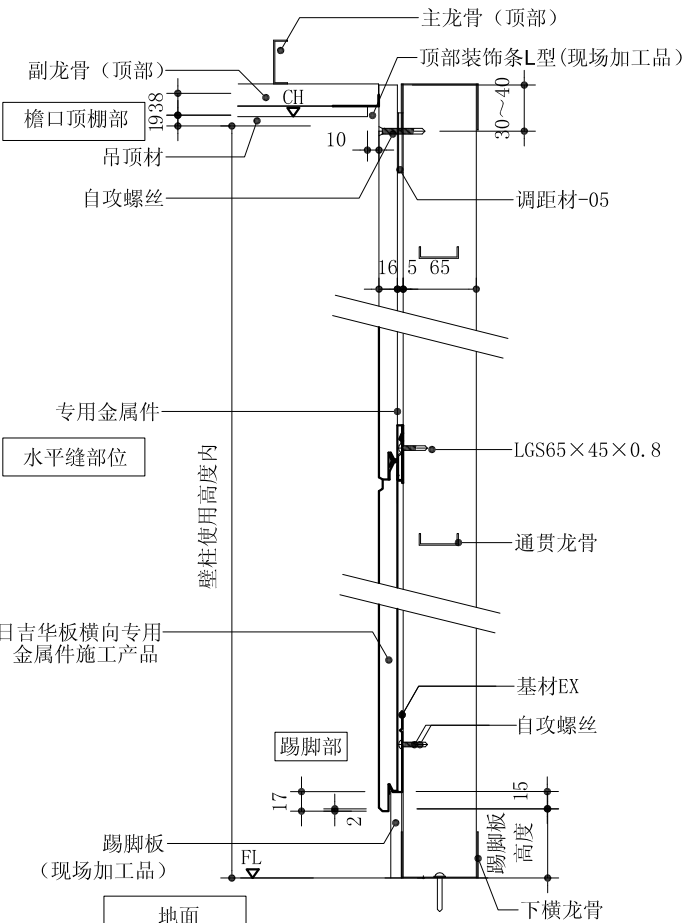 主龙骨（顶部）
顶部装饰条L型(现场加工品)
副龙骨（顶部）
CH
38
19
檐口顶棚部
30～40
10
吊顶材
自攻螺丝
调距材-05
16 5 65
专用金属件
水平缝部位
LGS65×45×0.8
壁柱使用高度内
通贯龙骨
日吉华板横向专用
金属件施工产品
基材EX
自攻螺丝
踢脚部
17
2
15
踢脚板
（现场加工品）
踢脚板
高度
FL
下横龙骨
地面